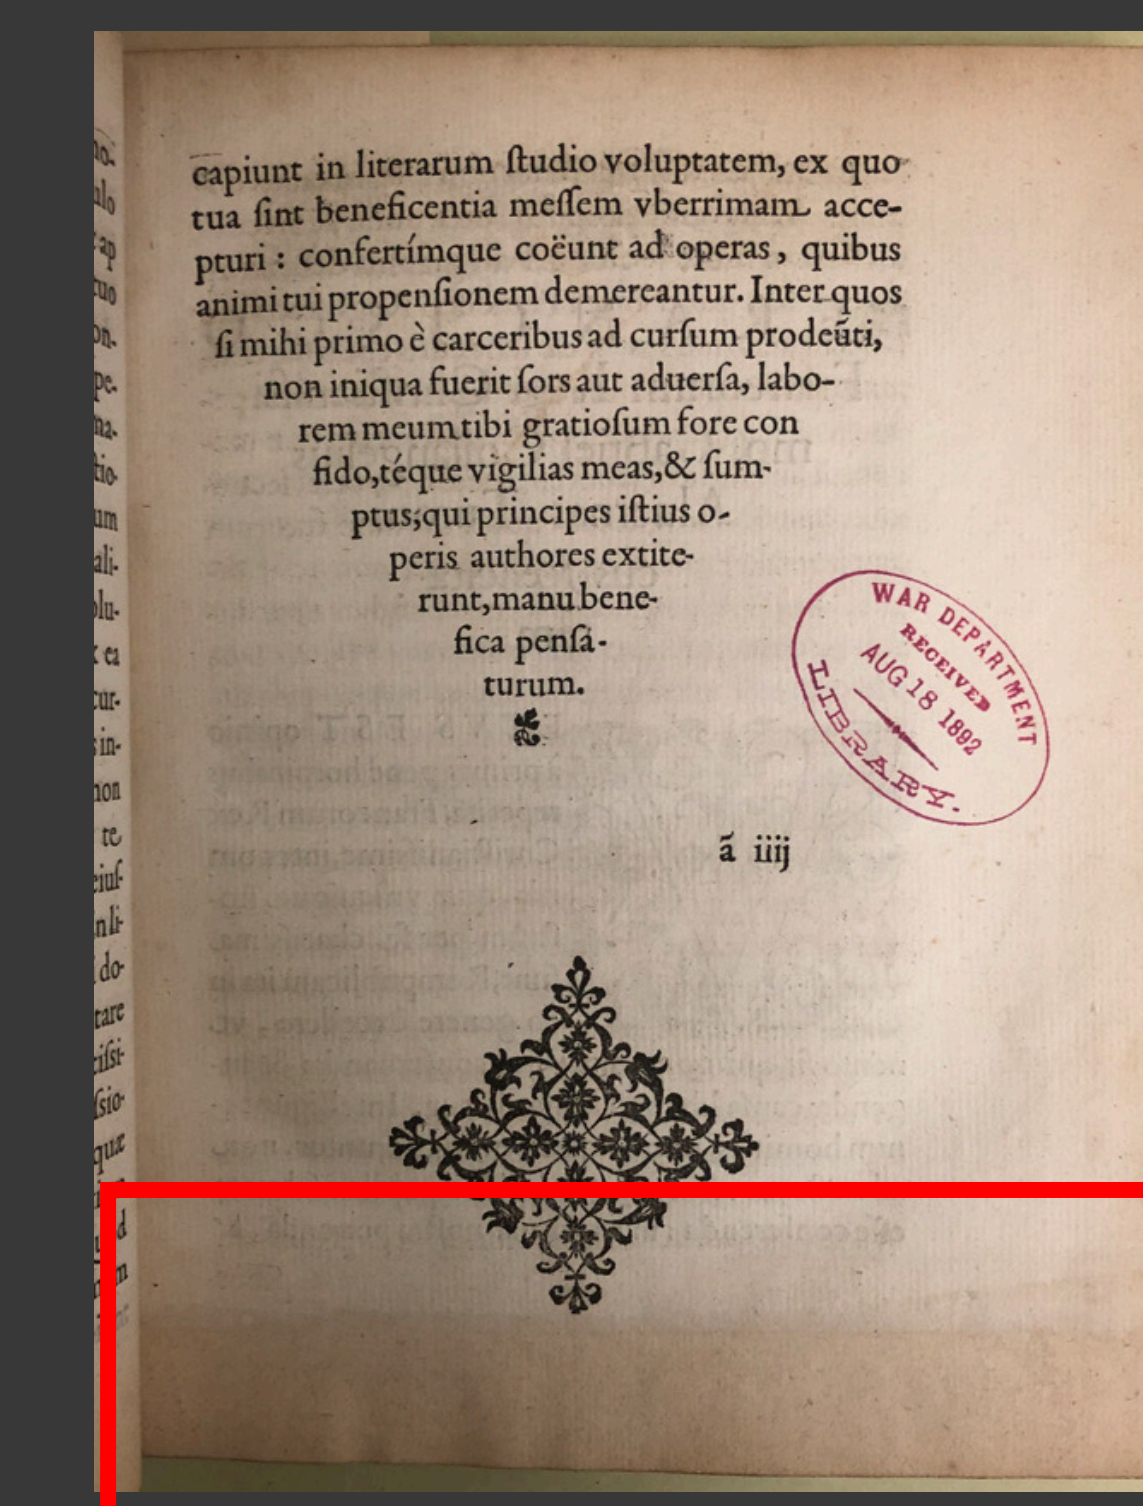 capiunt in literarum ſtudio voluptatem, ex quo
tua ſint beneficentia meſſem vberrimam acce-
pturi : confertímque coëunt ad operas, quibus
animi tui propenſionem demereantur. Inter quos
ſi mihi primo è carceribus ad curſum prodeūti,
non iniqua fuerit ſors aut aduerſa, labo-
rem meum tibi gratioſum fore con
fido, téque vigilias meas, & ſum-
ptus; qui principes iſtius o-
peris authores extite-
runt, manu bene-
fica penſa-
turum.
WAR DEPARTMENT
RECEIVED
AUG 18 1892
LIBRARY.
ã iiij